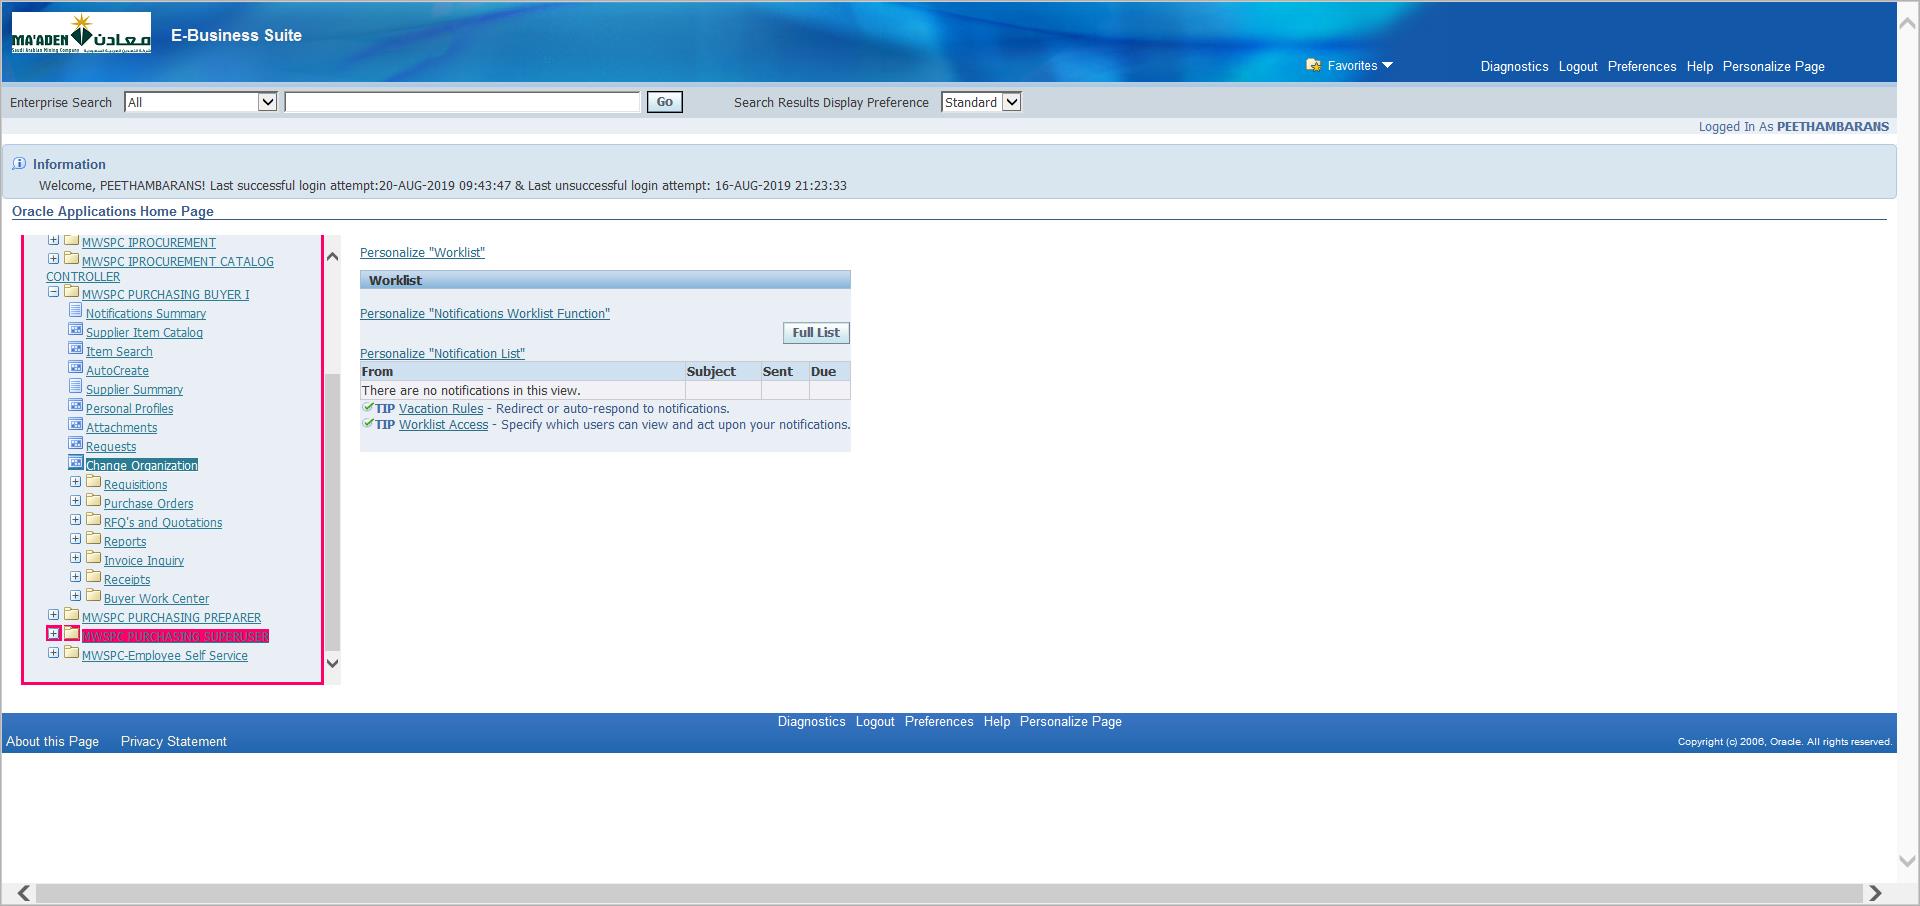 MA'ADEN معادن
Saudi Arabian Mining Company
E-Business Suite
Favorites
Diagnostics Logout Preferences Help Personalize Page
Enterprise Search All Go Search Results Display Preference Standard
Logged In As PEETHAMBARANS
Information
Welcome, PEETHAMBARANS! Last successful login attempt:20-AUG-2019 09:43:47 & Last unsuccessful login attempt: 16-AUG-2019 21:23:33
Oracle Applications Home Page
MWSPC IPROCUREMENT
MWSPC IPROCUREMENT CATALOG
CONTROLLER
MWSPC PURCHASING BUYER I
Notifications Summary
Supplier Item Catalog
Item Search
AutoCreate
Supplier Summary
Personal Profiles
Attachments
Requests
Change Organization
Requisitions
Purchase Orders
RFQ's and Quotations
Reports
Invoice Inquiry
Receipts
Buyer Work Center
MWSPC PURCHASING PREPARER
MWSPC PURCHASING SUPERUSER
MWSPC-Employee Self Service
Personalize "Worklist"
Worklist
Personalize "Notifications Worklist Function"
Full List
Personalize "Notification List"
From Subject Sent Due
There are no notifications in this view.
TIP Vacation Rules - Redirect or auto-respond to notifications.
TIP Worklist Access - Specify which users can view and act upon your notifications.
Diagnostics Logout Preferences Help Personalize Page
About this Page Privacy Statement
Copyright (c) 2006, Oracle. All rights reserved.